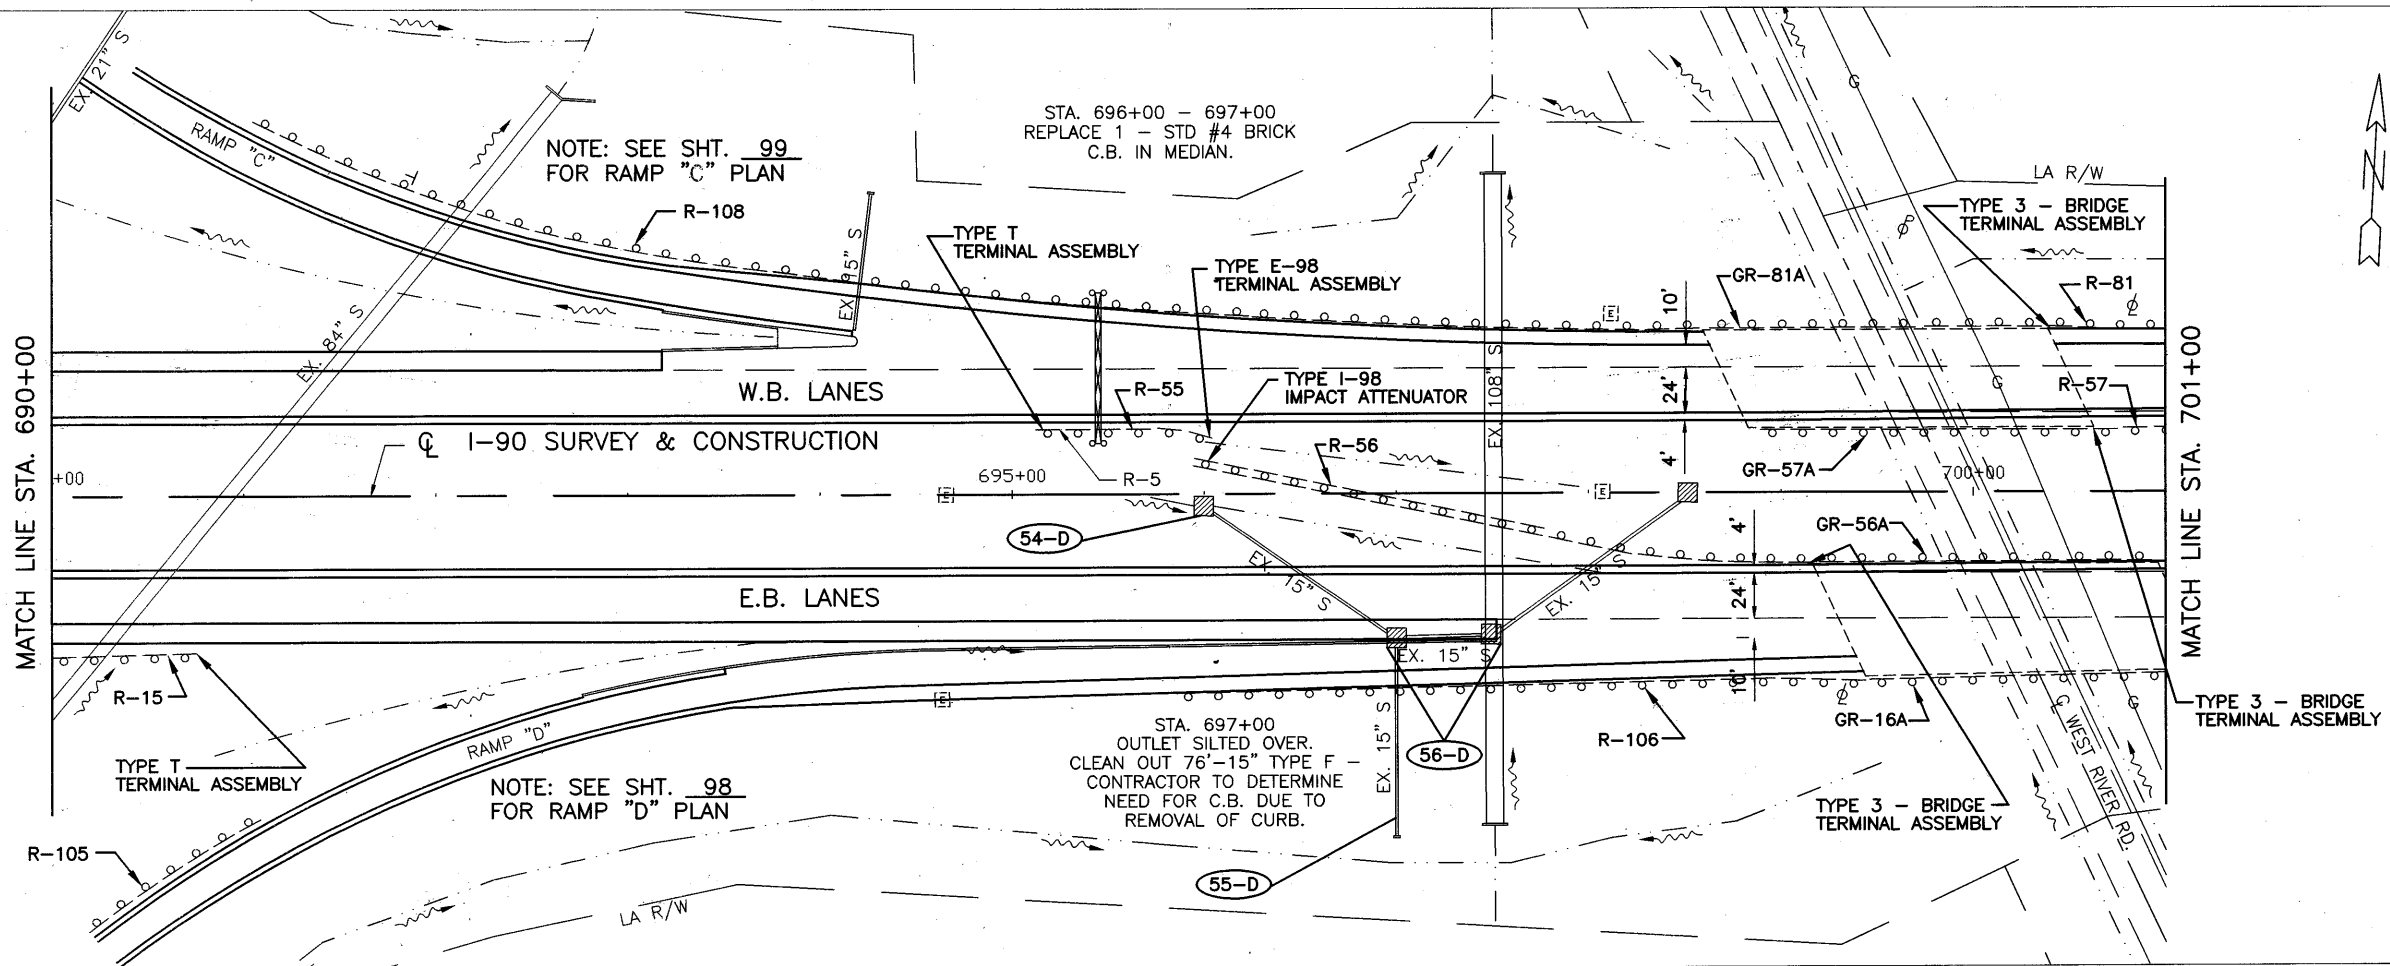 EX. 21" S
RAMP "C"
NOTE: SEE SHT. 99
FOR RAMP "C" PLAN
R-108
STA. 696+00 - 697+00
REPLACE 1 - STD #4 BRICK
C.B. IN MEDIAN.
TYPE T
TERMINAL ASSEMBLY
TYPE E-98
TERMINAL ASSEMBLY
TYPE I-98
IMPACT ATTENUATOR
G
LA R/W
TYPE 3 - BRIDGE
TERMINAL ASSEMBLY
N
GR-81A
R-81
10'
E
T
EX. 15" S
EX. 84" S
EX. 108" S
MATCH LINE STA. 690+00
W.B. LANES
R-55
24'
G
R-57
MATCH LINE STA. 701+00
℄ I-90 SURVEY & CONSTRUCTION
R-56
4'
GR-57A
+00
695+00
R-5
700+00
E
E
54-D
4'
GR-56A
EX. 15" S
EX. 15" S
E.B. LANES
24'
EX. 15" S
R-15
10'
E
GR-16A
G
TYPE 3 - BRIDGE
TERMINAL ASSEMBLY
RAMP "D"
TYPE T
TERMINAL ASSEMBLY
NOTE: SEE SHT. 98
FOR RAMP "D" PLAN
STA. 697+00
OUTLET SILTED OVER.
CLEAN OUT 76'-15" TYPE F -
CONTRACTOR TO DETERMINE
NEED FOR C.B. DUE TO
REMOVAL OF CURB.
EX. 15" S
56-D
R-106
℄ WEST RIVER RD.
TYPE 3 - BRIDGE
TERMINAL ASSEMBLY
R-105
55-D
LA R/W